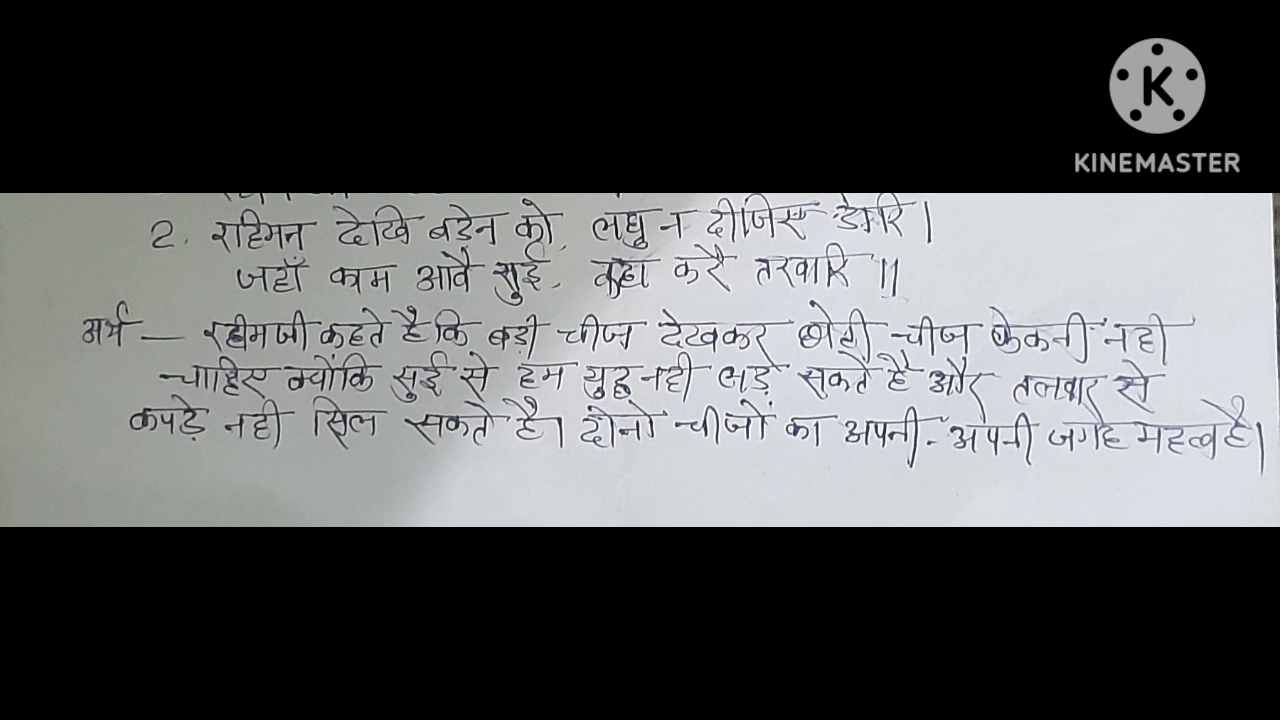 KINEMASTER
2. रहिमन देखि बड़ेन को, लघु न दीजिए डारि।
जहाँ काम आवै सुई, कहा करै तरवारि ॥
अर्थ — रहीम जी कहते है कि बड़ी चीज देखकर छोटी चीज फेकनी नही
चाहिए क्योंकि सुई से हम युद्ध नही लड़ सकते है और तलवार से
कपड़े नही सिल सकते है। दोनो चीजों का अपनी-अपनी जगह महत्व है।